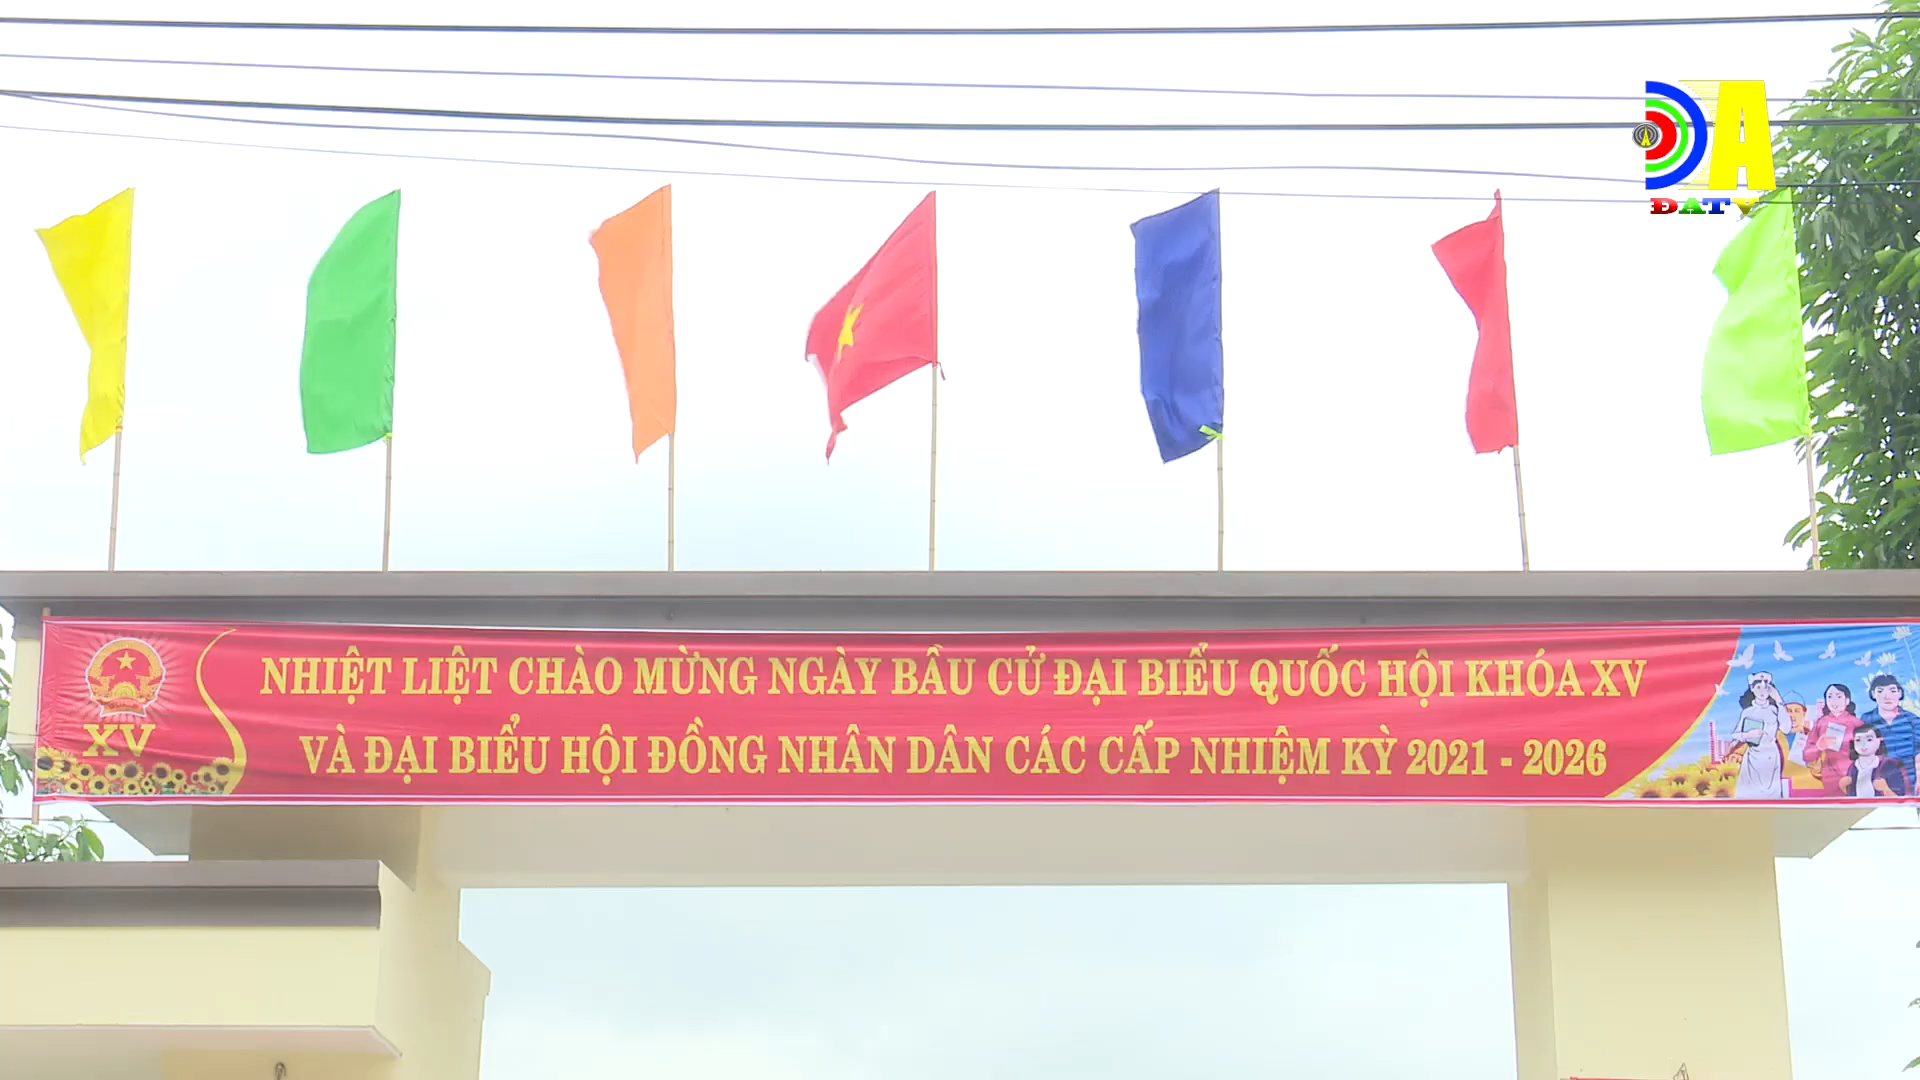 ĐATV
XV
NHIỆT LIỆT CHÀO MỪNG NGÀY BẦU CỬ ĐẠI BIỂU QUỐC HỘI KHÓA XV
VÀ ĐẠI BIỂU HỘI ĐỒNG NHÂN DÂN CÁC CẤP NHIỆM KỲ 2021 - 2026